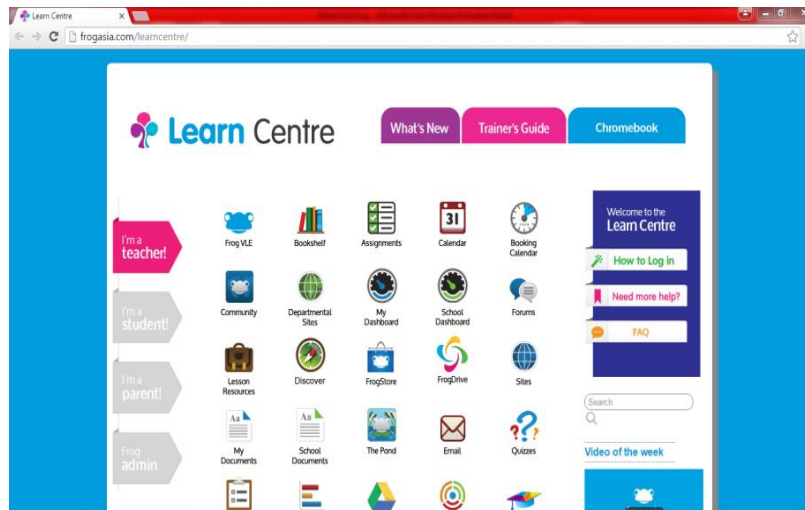 Learn Centre
frogasia.com/learncentre/
Learn Centre
What's New
Trainer's Guide
Chromebook
I'm a
teacher!
I'm a
student!
I'm a
parent!
Frog
admin
Frog VLE
Bookshelf
Assignments
31
Calendar
Booking
Calendar
Community
Departmental
Sites
My
Dashboard
School
Dashboard
Forums
Lesson
Resources
Discover
FrogStore
FrogDrive
Sites
Aa
My
Documents
Aa
School
Documents
The Pond
Email
Quizzes
Welcome to the
Learn Centre
How to Log in
Need more help?
FAQ
Search
Video of the week